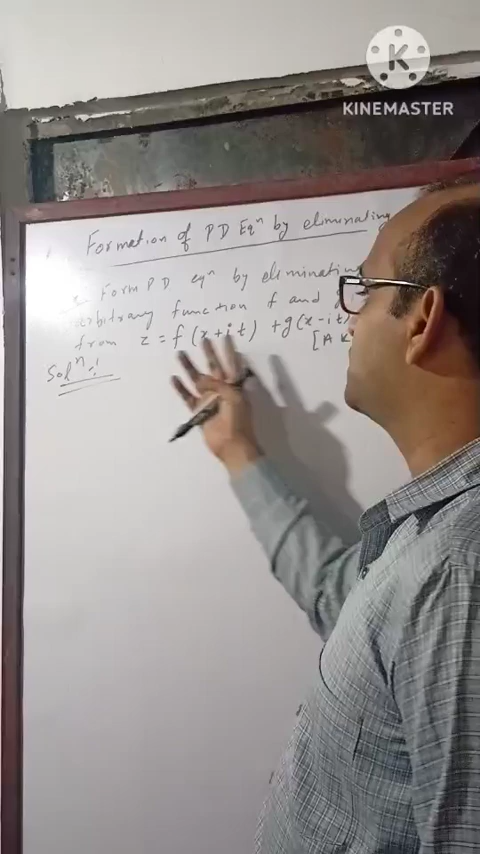 K
KINEMASTER
Formation of PD Eqⁿ by eliminating
Form PD eqⁿ by eliminating
arbitrary function f and
from z = f(x+it) + g(x-it)
[A K
Solⁿ: